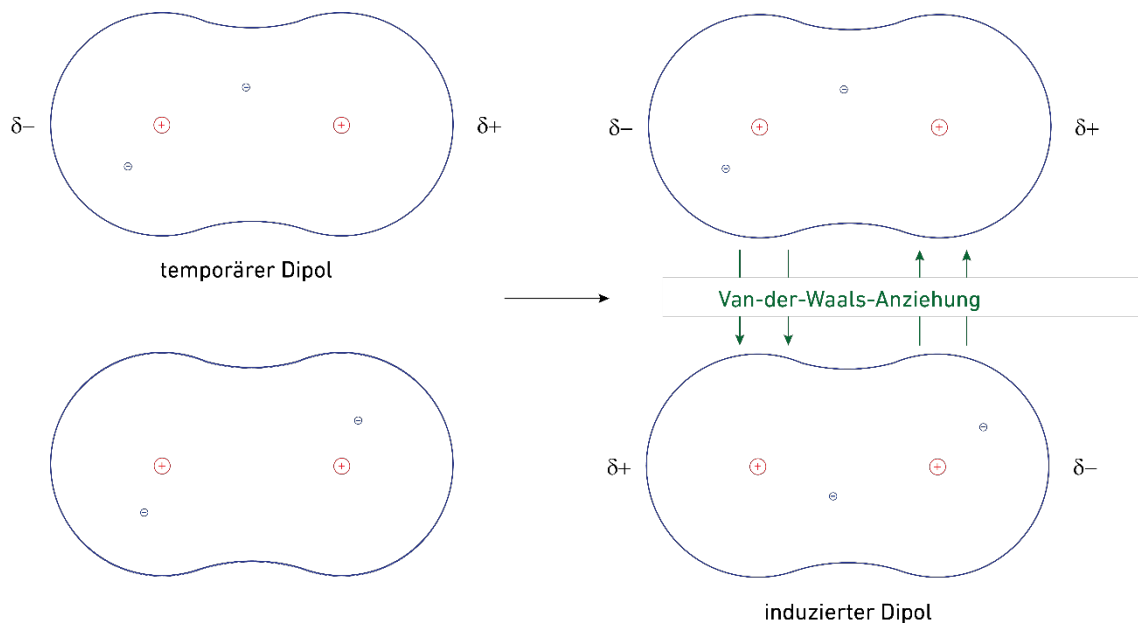 δ− + + δ+
− −
temporärer Dipol
+ +
− −
δ− + + δ+
− −
Van-der-Waals-Anziehung
δ+ + + δ−
− −
induzierter Dipol